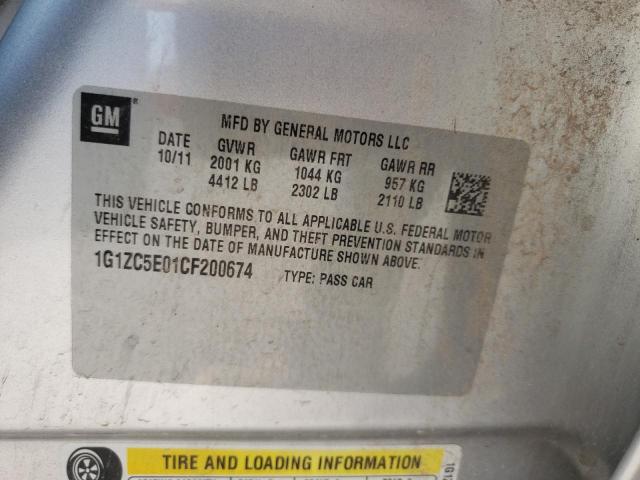 GM ®
MFD BY GENERAL MOTORS LLC
DATE GVWR GAWR FRT GAWR RR
10/11 2001 KG 1044 KG 957 KG
4412 LB 2302 LB 2110 LB
THIS VEHICLE CONFORMS TO ALL APPLICABLE U.S. FEDERAL MOTOR
VEHICLE SAFETY, BUMPER, AND THEFT PREVENTION STANDARDS IN
EFFECT ON THE DATE OF MANUFACTURE SHOWN ABOVE.
1G1ZC5E01CF200674 TYPE: PASS CAR
TIRE AND LOADING INFORMATION